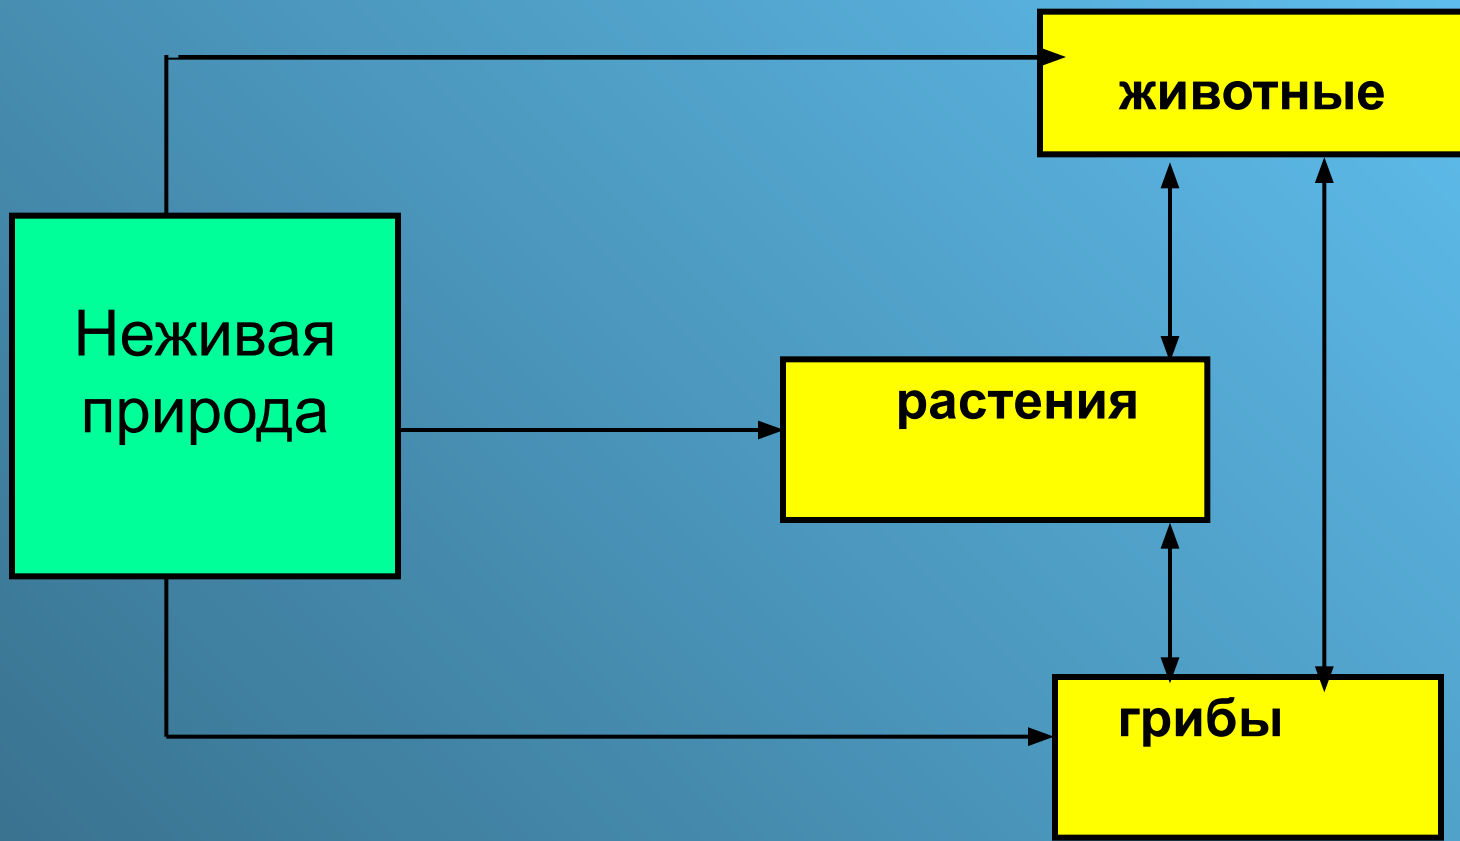 животные
Неживая
природа
растения
грибы